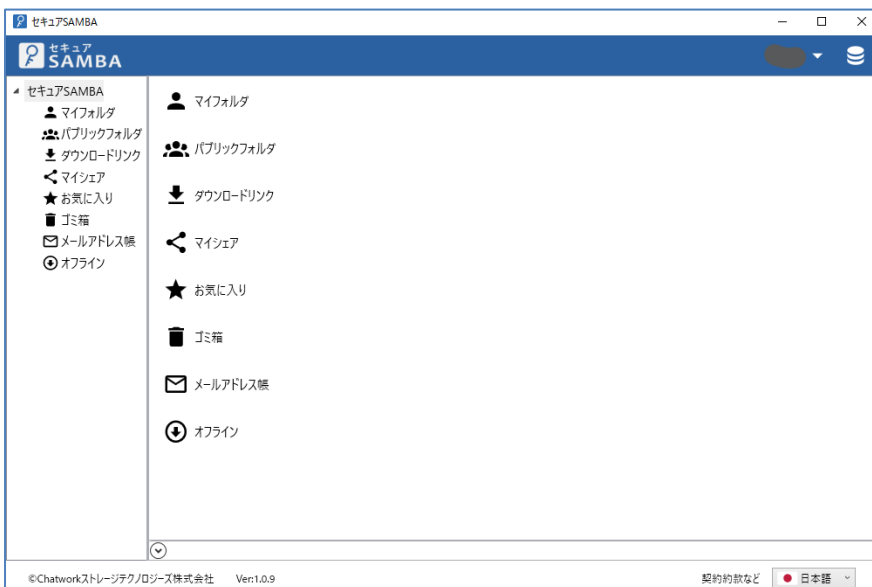 セキュアSAMBA
セキュア
SAMBA
セキュアSAMBA
マイフォルダ
パブリックフォルダ
ダウンロードリンク
マイシェア
お気に入り
ゴミ箱
メールアドレス帳
オフライン
マイフォルダ
パブリックフォルダ
ダウンロードリンク
マイシェア
お気に入り
ゴミ箱
メールアドレス帳
オフライン
©Chatworkストレージテクノロジーズ株式会社 Ver:1.0.9
契約約款など 日本語